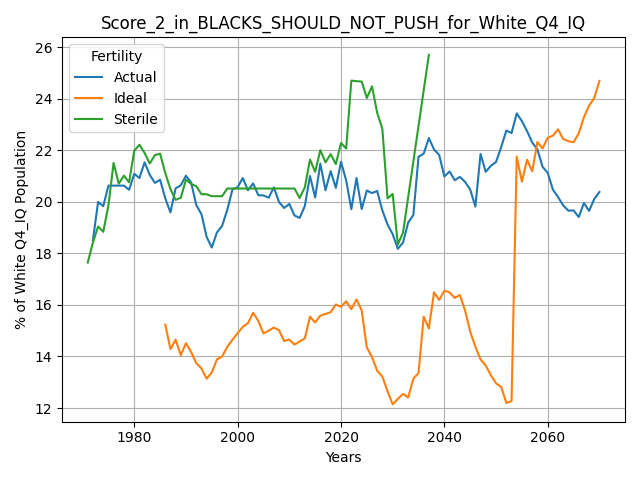 Score_2_in_BLACKS_SHOULD_NOT_PUSH_for_White_Q4_IQ
Fertility
Actual
Ideal
Sterile
% of White Q4_IQ Population
26
24
22
20
18
16
14
12
1980
2000
2020
2040
2060
Years